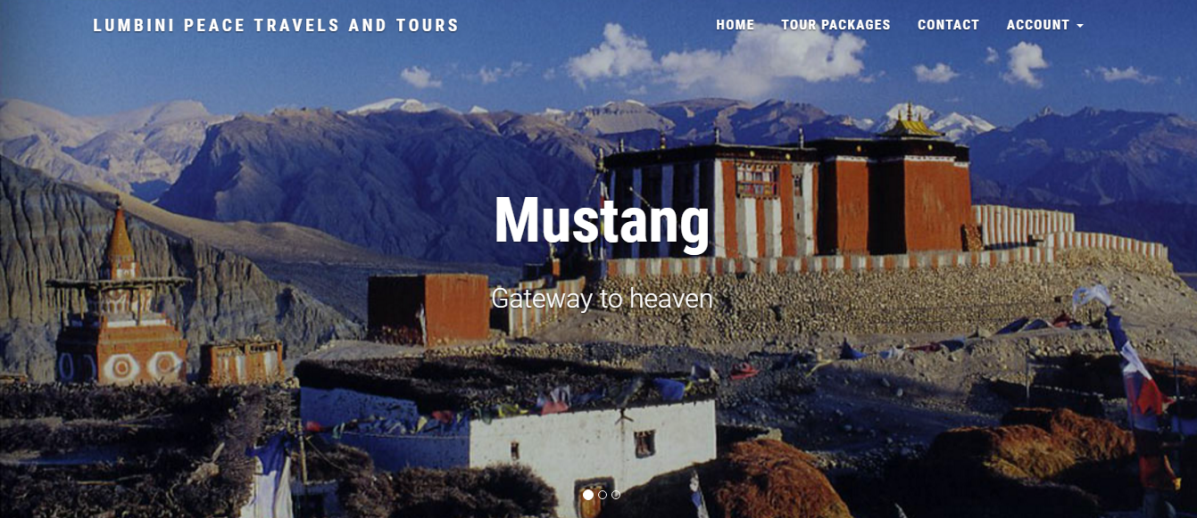 LUMBINI PEACE TRAVELS AND TOURS
HOME TOUR PACKAGES CONTACT ACCOUNT
Mustang
Gateway to heaven